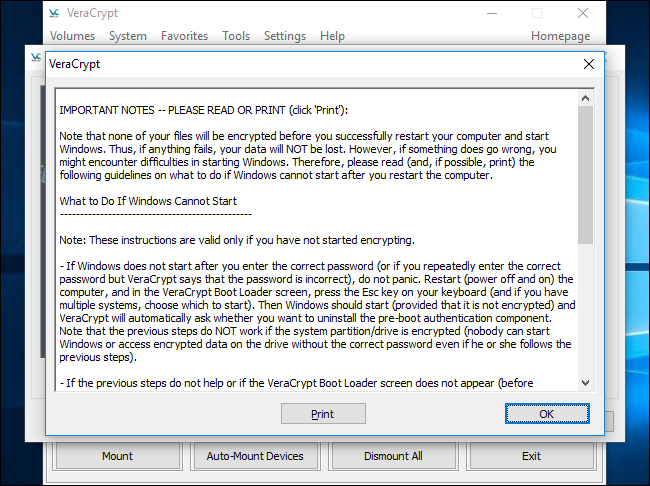 VeraCrypt
Volumes System Favorites Tools Settings Help Homepage
VeraCrypt
IMPORTANT NOTES -- PLEASE READ OR PRINT (click 'Print'):
Note that none of your files will be encrypted before you successfully restart your computer and start
Windows. Thus, if anything fails, your data will NOT be lost. However, if something does go wrong, you
might encounter difficulties in starting Windows. Therefore, please read (and, if possible, print) the
following guidelines on what to do if Windows cannot start after you restart the computer.
What to Do If Windows Cannot Start
------------------------------------------------
Note: These instructions are valid only if you have not started encrypting.
- If Windows does not start after you enter the correct password (or if you repeatedly enter the correct
password but VeraCrypt says that the password is incorrect), do not panic. Restart (power off and on) the
computer, and in the VeraCrypt Boot Loader screen, press the Esc key on your keyboard (and if you have
multiple systems, choose which to start). Then Windows should start (provided that it is not encrypted) and
VeraCrypt will automatically ask whether you want to uninstall the pre-boot authentication component.
Note that the previous steps do NOT work if the system partition/drive is encrypted (nobody can start
Windows or access encrypted data on the drive without the correct password even if he or she follows the
previous steps).
- If the previous steps do not help or if the VeraCrypt Boot Loader screen does not appear (before
Print OK
Mount Auto-Mount Devices Dismount All Exit